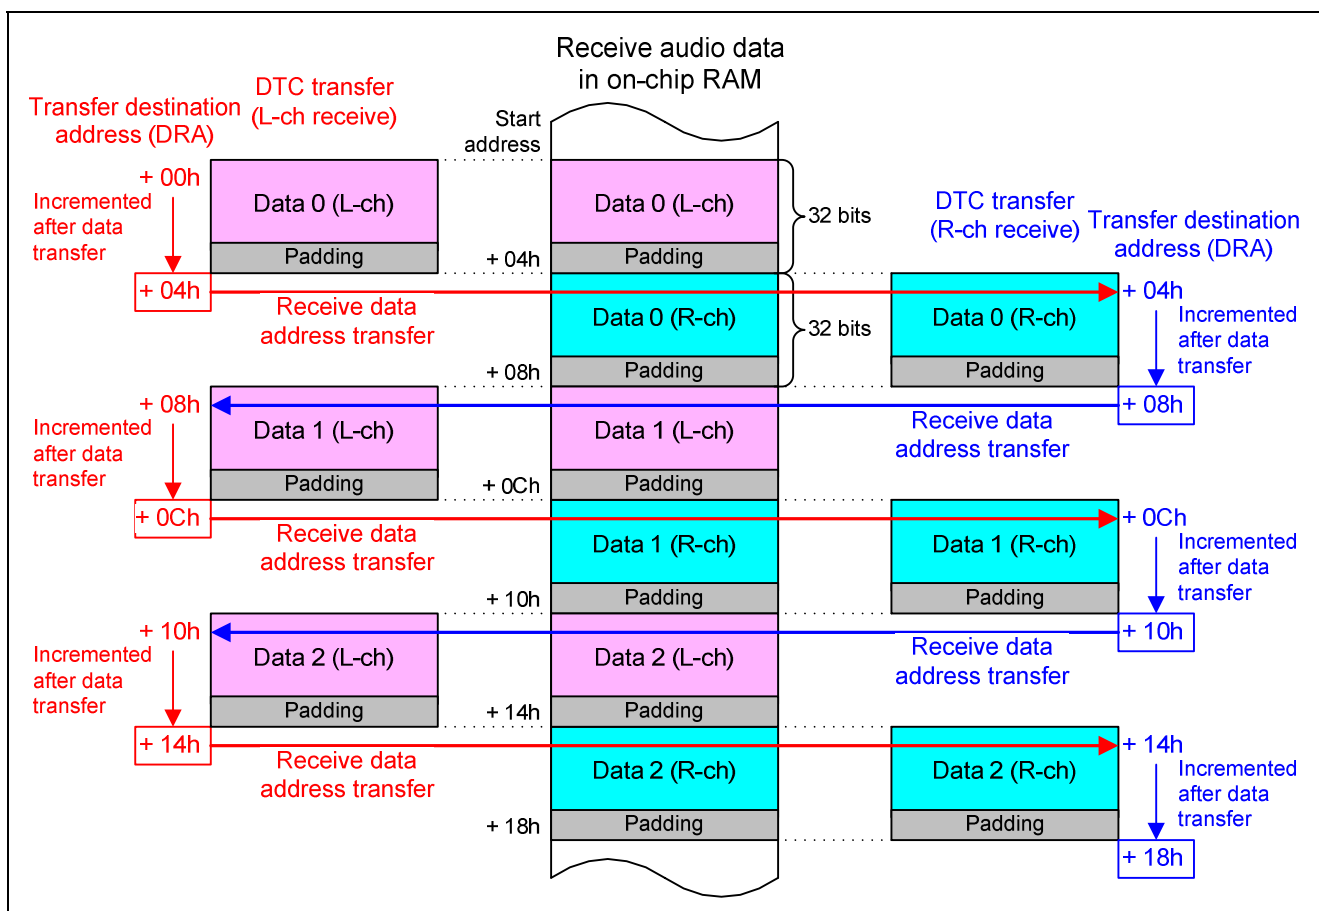 Receive audio data
in on-chip RAM
DTC transfer
(L-ch receive)
Transfer destination
address (DRA)
Start
address
+ 00h
Incremented
after data
transfer
Data 0 (L-ch)
Padding
Data 0 (L-ch)
Padding
32 bits
DTC transfer
(R-ch receive)
Transfer destination
address (DRA)
+ 04h
+ 04h
Receive data
address transfer
Data 0 (R-ch)
Padding
32 bits
Data 0 (R-ch)
Padding
+ 04h
Incremented
after data
transfer
+ 08h
+ 08h
Incremented
after data
transfer
Data 1 (L-ch)
Padding
Data 1 (L-ch)
Padding
+ 08h
Receive data
address transfer
+ 0Ch
+ 0Ch
Receive data
address transfer
Data 1 (R-ch)
Padding
Data 1 (R-ch)
Padding
+ 0Ch
Incremented
after data
transfer
+ 10h
+ 10h
Incremented
after data
transfer
Data 2 (L-ch)
Padding
Data 2 (L-ch)
Padding
+ 10h
Receive data
address transfer
+ 14h
+ 14h
Receive data
address transfer
Data 2 (R-ch)
Padding
Data 2 (R-ch)
Padding
+ 14h
Incremented
after data
transfer
+ 18h
+ 18h